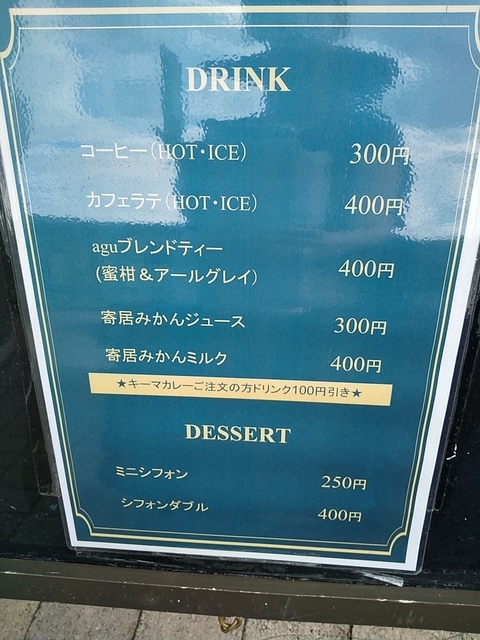 DRINK
コーヒー(HOT・ICE) 300円
カフェラテ(HOT・ICE) 400円
aguブレンドティー
(蜜柑&アールグレイ) 400円
寄居みかんジュース 300円
寄居みかんミルク 400円
★キーマカレーご注文の方ドリンク100円引き★
DESSERT
ミニシフォン 250円
シフォンダブル 400円